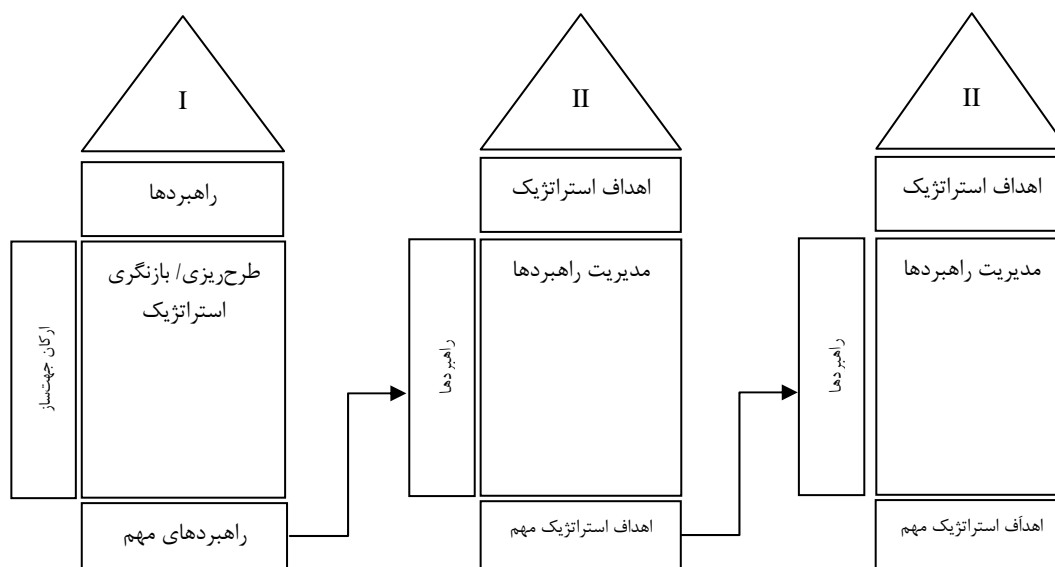 I
راهبردها
طرح‌ریزی/ بازنگری
استراتژیک
ارکان جهت‌ساز
راهبردهای مهم
II
اهداف استراتژیک
مدیریت راهبردها
راهبردها
اهداف استراتژیک مهم
II
اهداف استراتژیک
مدیریت راهبردها
راهبردها
اهدآف استراتژیک مهم